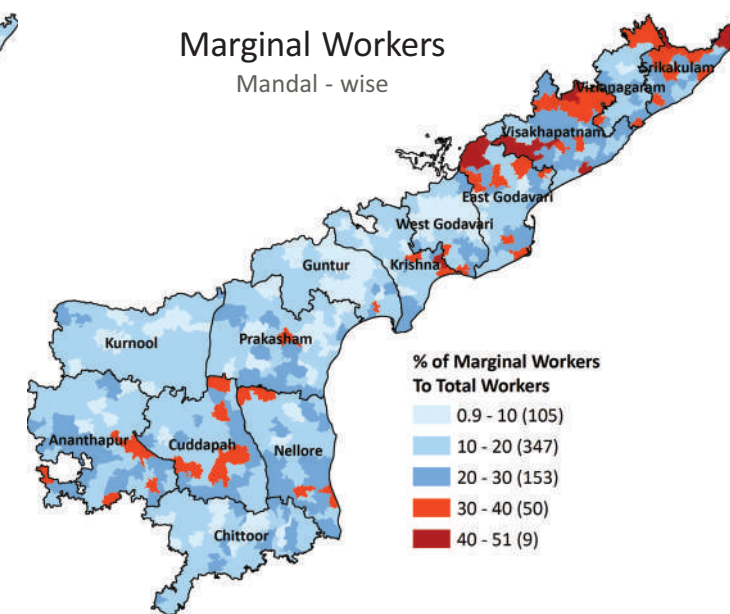 Marginal Workers
Mandal - wise
Srikakulam
Vizianagaram
Visakhapatnam
East Godavari
West Godavari
Guntur
Krishna
Kurnool
Prakasham
Ananthapur
Cuddapah
Nellore
Chittoor
% of Marginal Workers
To Total Workers
0.9 - 10 (105)
10 - 20 (347)
20 - 30 (153)
30 - 40 (50)
40 - 51 (9)